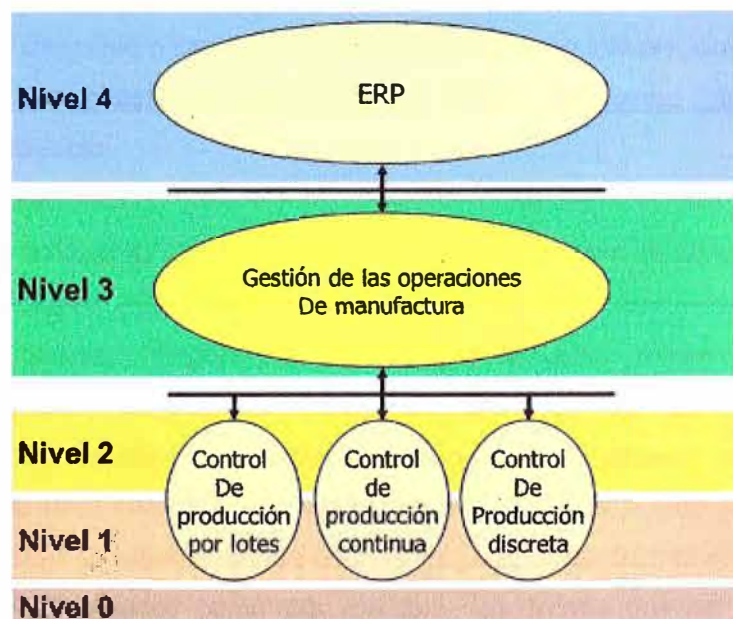 Nivel 4
ERP
Nivel 3
Gestión de las operaciones
De manufactura
Nivel 2
Control
De
producción
por lotes
Control
de
producción
continua
Control
De
Producción
discreta
Nivel 1
Nivel 0